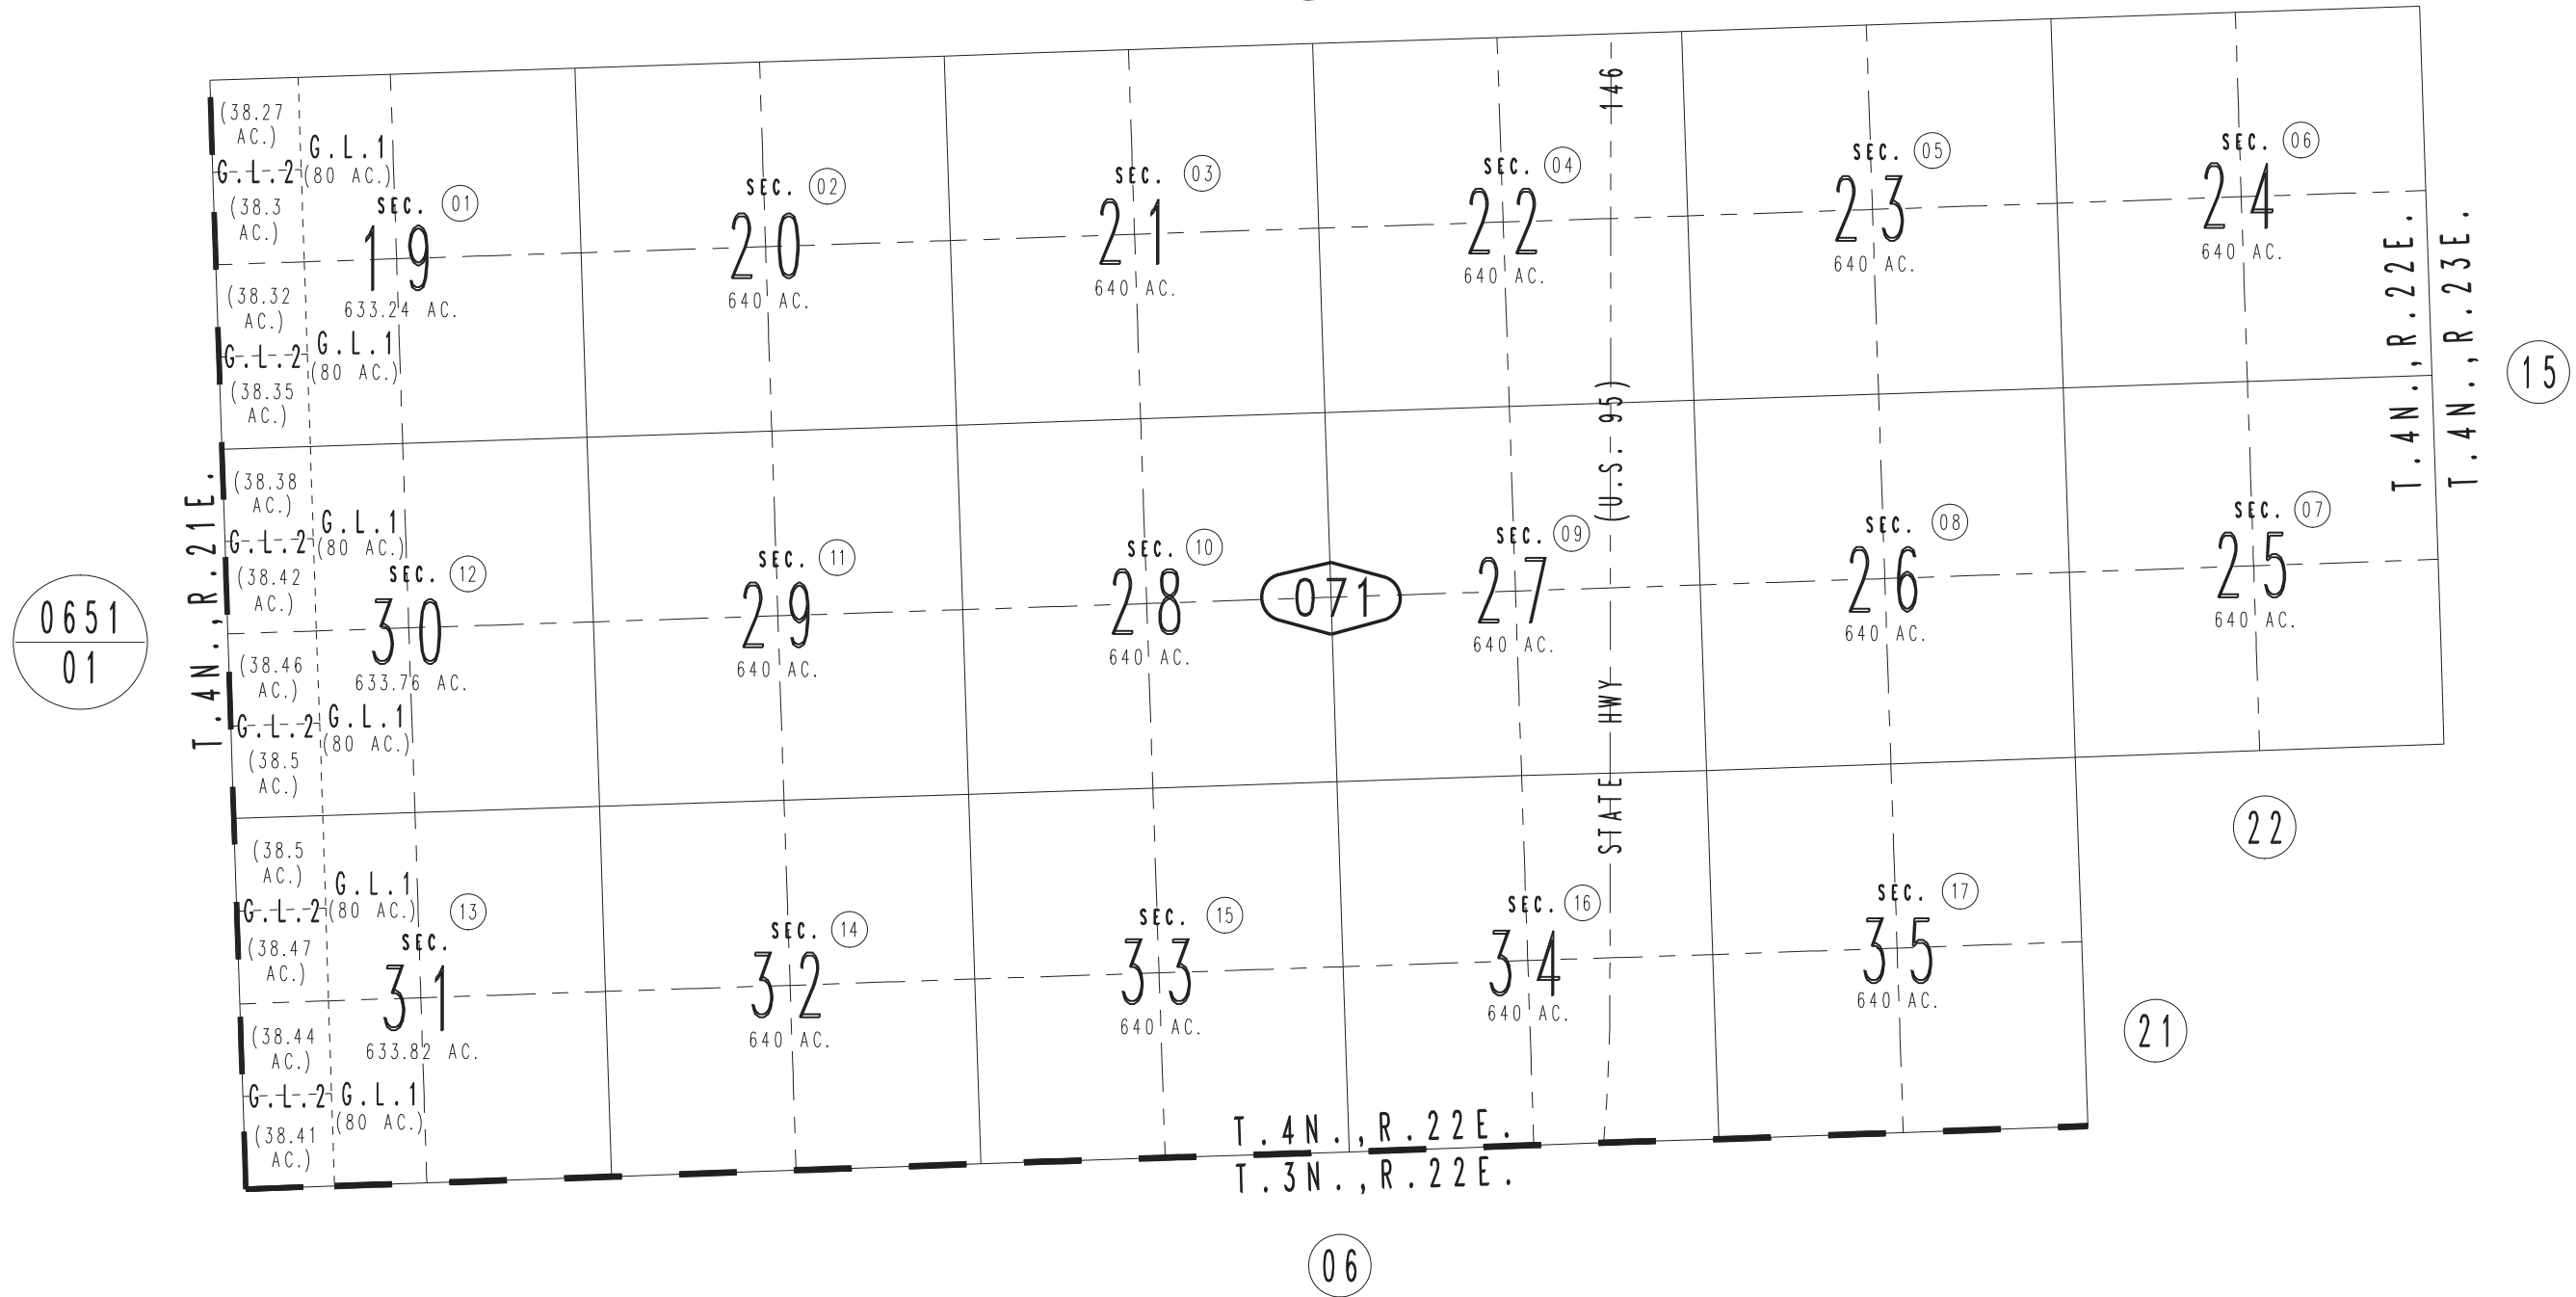 146
(38.27
AC.)
G.L.1
(80 AC.)
G.L.2
(38.3
AC.)
SEC. 01
19
633.24 AC.
(38.32
AC.)
G.L.1
(80 AC.)
G.L.2
(38.35
AC.)
SEC. 02
20
640 AC.
SEC. 03
21
640 AC.
SEC. 04
22
640 AC.
SEC. 05
23
640 AC.
SEC. 06
24
640 AC.
T.4N.,R.22E.
T.4N.,R.23E.
15
(U.S. 95)
T.4N.,R.21E.
0651
01
(38.38
AC.)
G.L.1
(80 AC.)
G.L.2
(38.42
AC.)
SEC. 12
30
633.76 AC.
(38.46
AC.)
G.L.1
(80 AC.)
G.L.2
(38.5
AC.)
SEC. 11
29
640 AC.
SEC. 10
28
640 AC.
071
SEC. 09
27
640 AC.
SEC. 08
26
640 AC.
SEC. 07
25
640 AC.
STATE HWY
22
(38.5
AC.)
G.L.1
(80 AC.)
G.L.2
(38.47
AC.)
SEC. 13
31
633.82 AC.
(38.44
AC.)
G.L.1
(80 AC.)
G.L.2
(38.41
AC.)
SEC. 14
32
640 AC.
SEC. 15
33
640 AC.
SEC. 16
34
640 AC.
SEC. 17
35
640 AC.
21
T.4N.,R.22E.
T.3N.,R.22E.
06